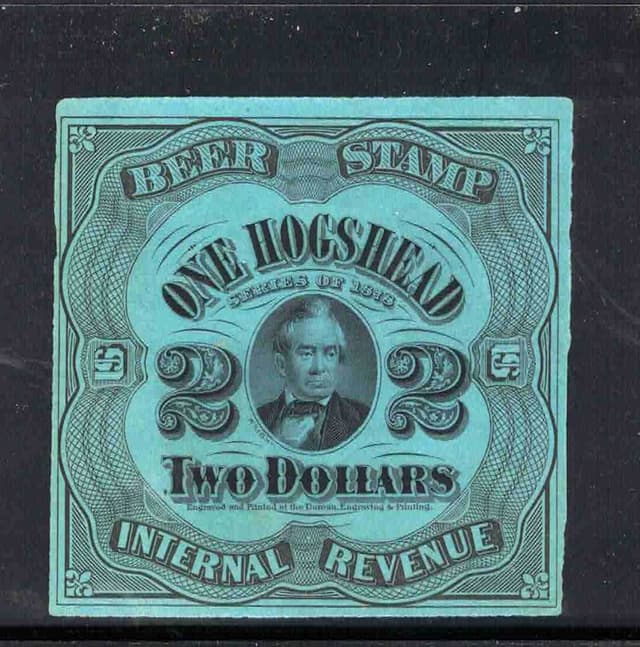 BEER STAMP
ONE HOGSHEAD
SERIES OF 1878
2 2
TWO DOLLARS
Engraved and Printed at the Bureau, Engraving & Printing.
INTERNAL REVENUE